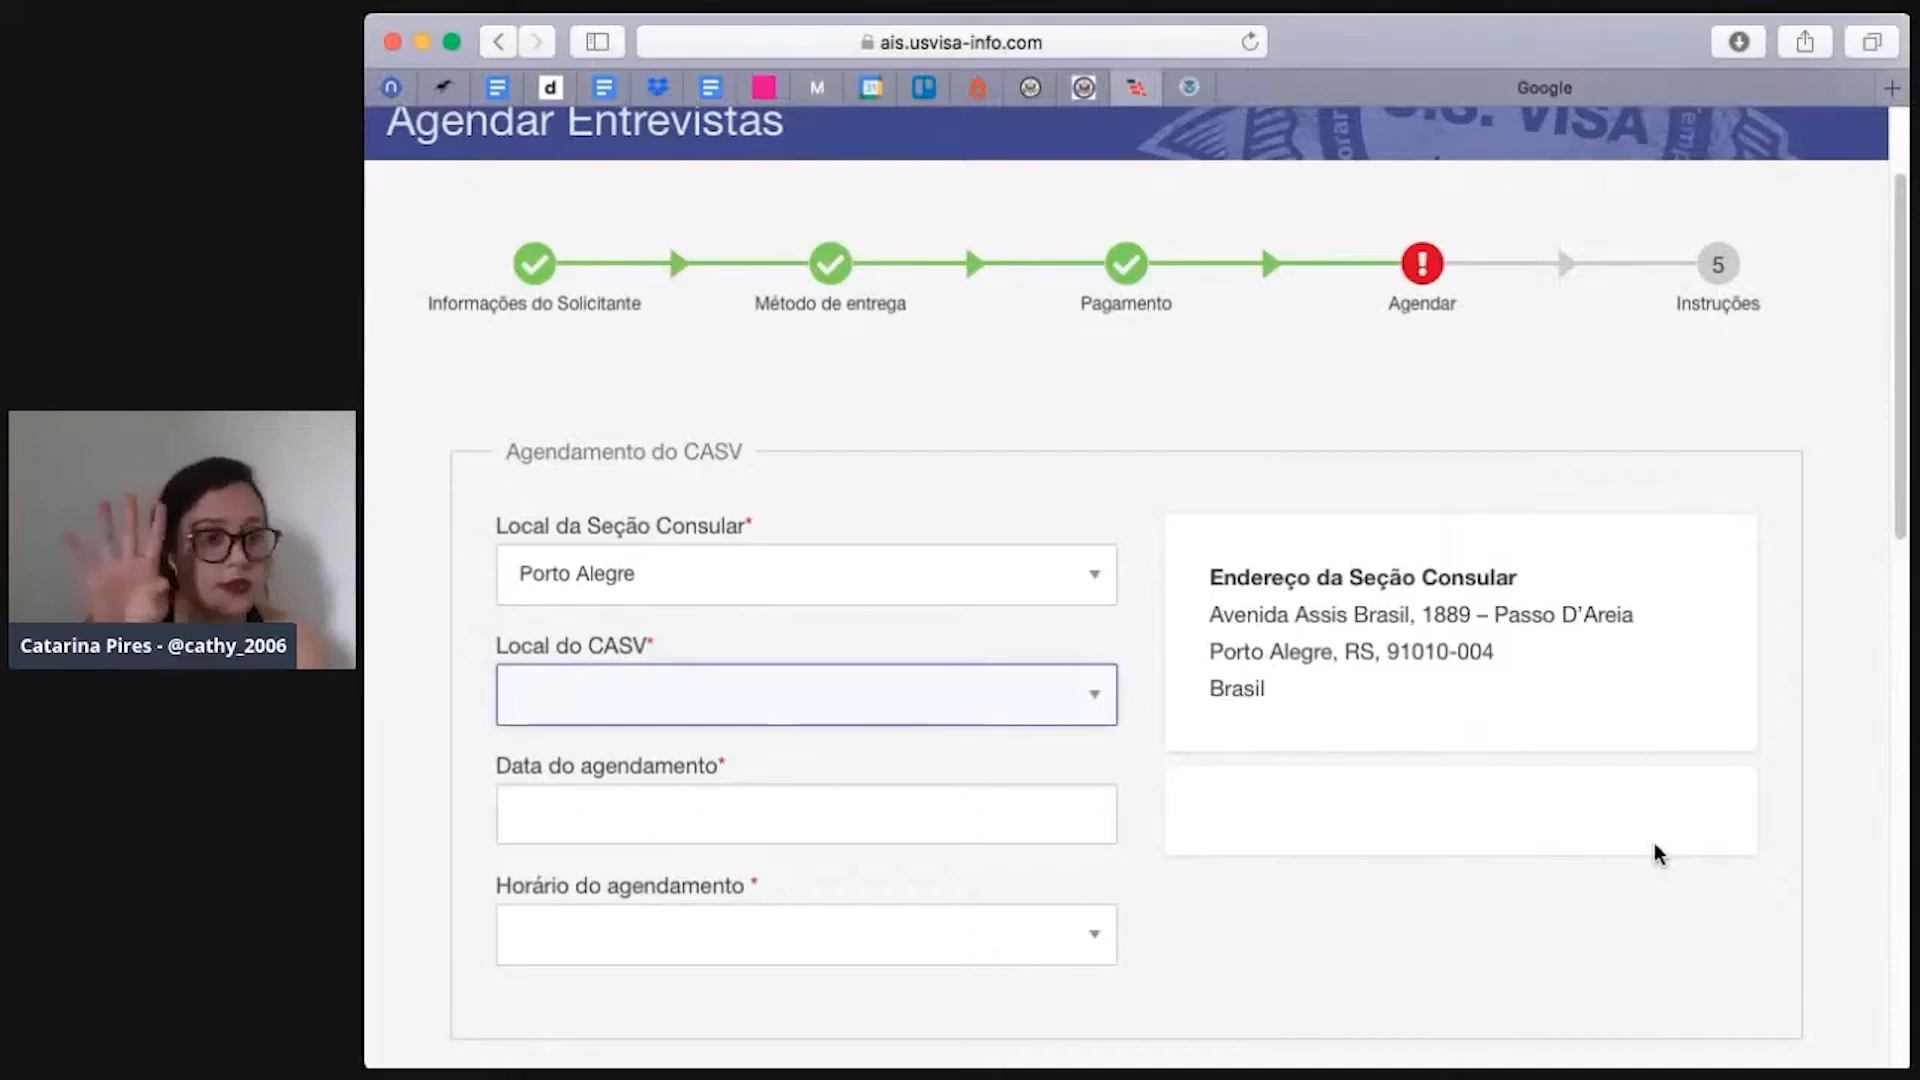 ais.usvisa-info.com
d
M
31
Google
Agendar Entrevistas
U.S. VISA
Informações do Solicitante
Método de entrega
Pagamento
!
Agendar
5
Instruções
Agendamento do CASV
Local da Seção Consular*
Porto Alegre
Local do CASV*
Data do agendamento*
Horário do agendamento *
Endereço da Seção Consular
Avenida Assis Brasil, 1889 – Passo D'Areia
Porto Alegre, RS, 91010-004
Brasil
Catarina Pires - @cathy_2006